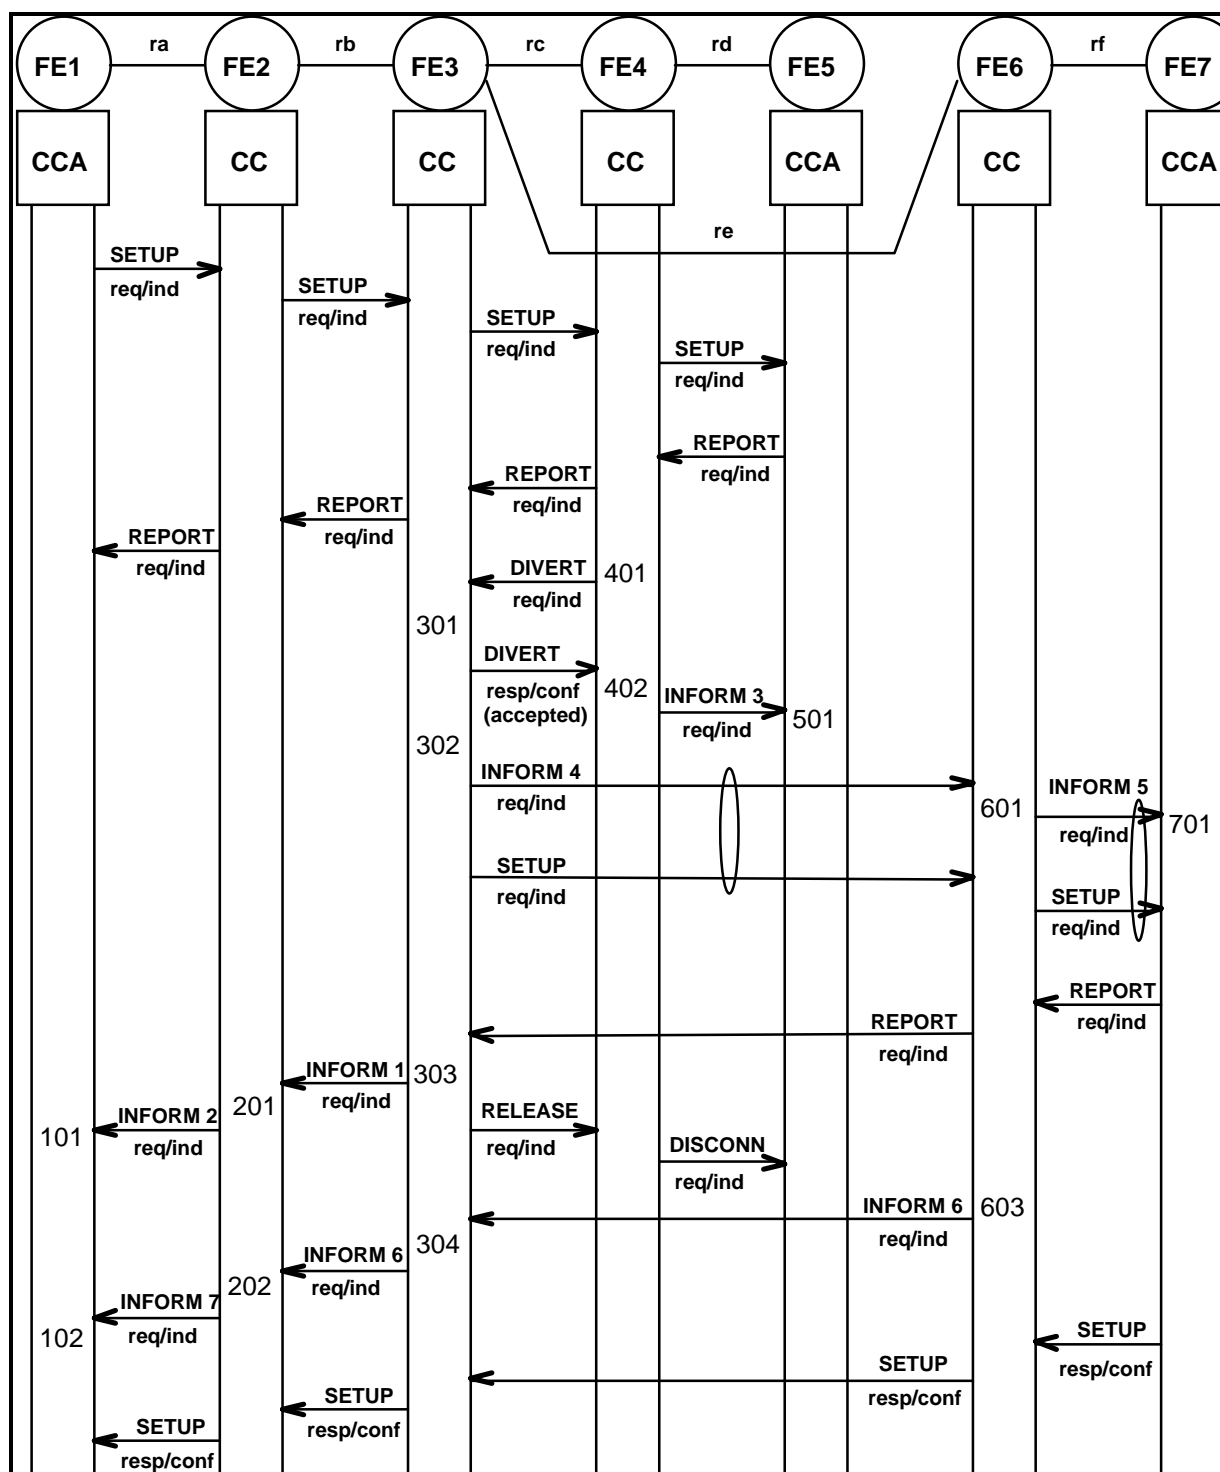 ra rb rc rd rf
FE1 FE2 FE3 FE4 FE5 FE6 FE7
CCA CC CC CC CCA CC CCA
re
SETUP
req/ind
SETUP
req/ind
SETUP
req/ind
SETUP
req/ind
REPORT
req/ind
REPORT
req/ind
REPORT
req/ind
REPORT
req/ind
DIVERT 401
req/ind
301
DIVERT
resp/conf 402
(accepted)
INFORM 3
req/ind 501
302
INFORM 4
req/ind
601
INFORM 5
req/ind 701
SETUP
req/ind
SETUP
req/ind
REPORT
req/ind
REPORT
req/ind
INFORM 1 303
req/ind
201
INFORM 2
101 req/ind
RELEASE
req/ind
DISCONN
req/ind
INFORM 6 603
req/ind
304
INFORM 6
req/ind
202
INFORM 7
102 req/ind
SETUP
resp/conf
SETUP
resp/conf
SETUP
resp/conf
SETUP
resp/conf